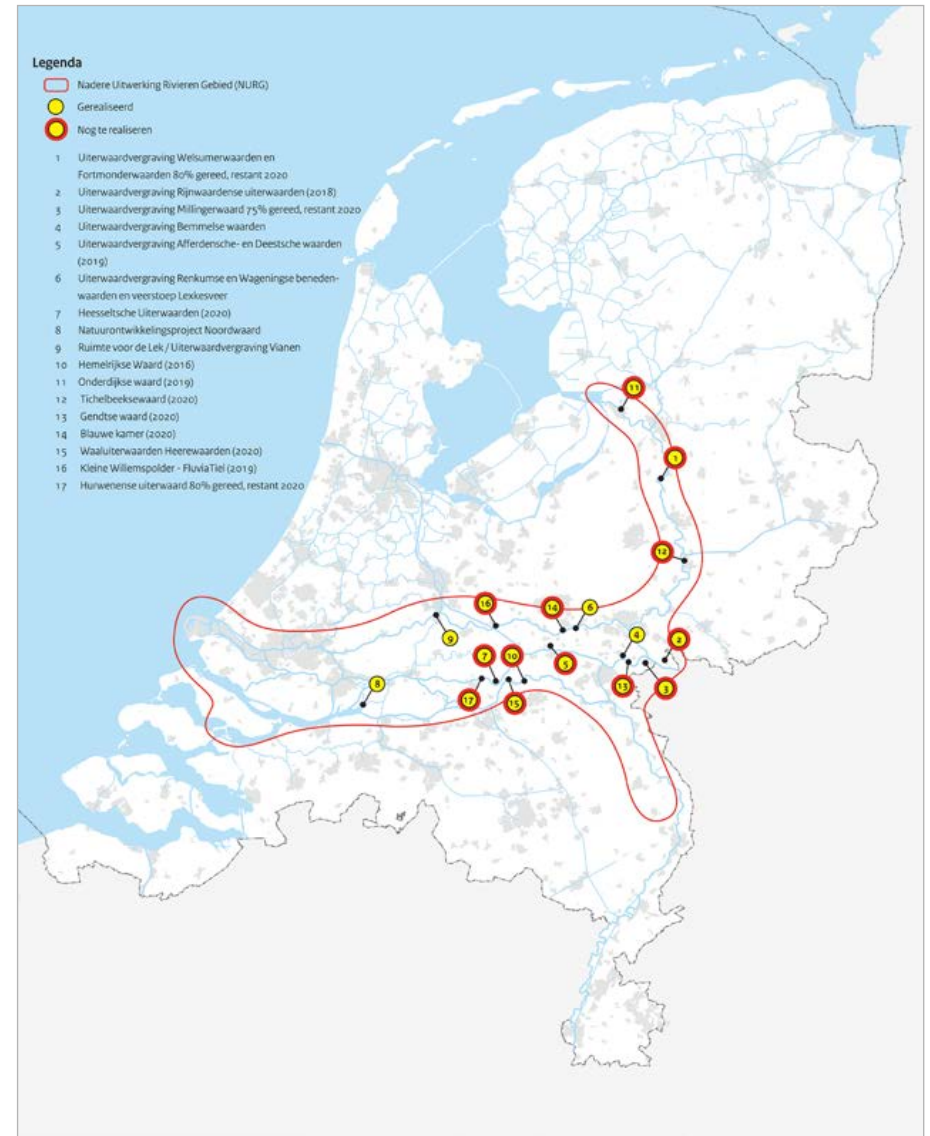 Legenda
Nadere Uitwerking Rivieren Gebied (NURG)
Gerealiseerd
Nog te realiseren
1 Uiterwaardvergraving Welsumerwaarden en
Fortmonderwaarden 80% gereed, restant 2020
2 Uiterwaardvergraving Rijnwaardense uiterwaarden (2018)
3 Uiterwaardvergraving Millingerwaard 75% gereed, restant 2020
4 Uiterwaardvergraving Bemmelse waarden
5 Uiterwaardvergraving Afferdensche- en Deestsche waarden
(2019)
6 Uiterwaardvergraving Renkumse en Wageningse beneden-
waarden en veerstoep Lexkesveer
7 Heesseltsche Uiterwaarden (2020)
8 Natuurontwikkelingsproject Noordwaard
9 Ruimte voor de Lek / Uiterwaardvergraving Vianen
10 Hemelrijkse Waard (2016)
11 Onderdijkse waard (2019)
12 Tichelbeeksewaard (2020)
13 Gendtse waard (2020)
14 Blauwe kamer (2020)
15 Waaluiterwaarden Heerewaarden (2020)
16 Kleine Willemspolder - FluviaTiel (2019)
17 Hurwenense uiterwaard 80% gereed, restant 2020
11
1
12
16
14
6
9
4
2
7
10
5
8
13
3
17
15